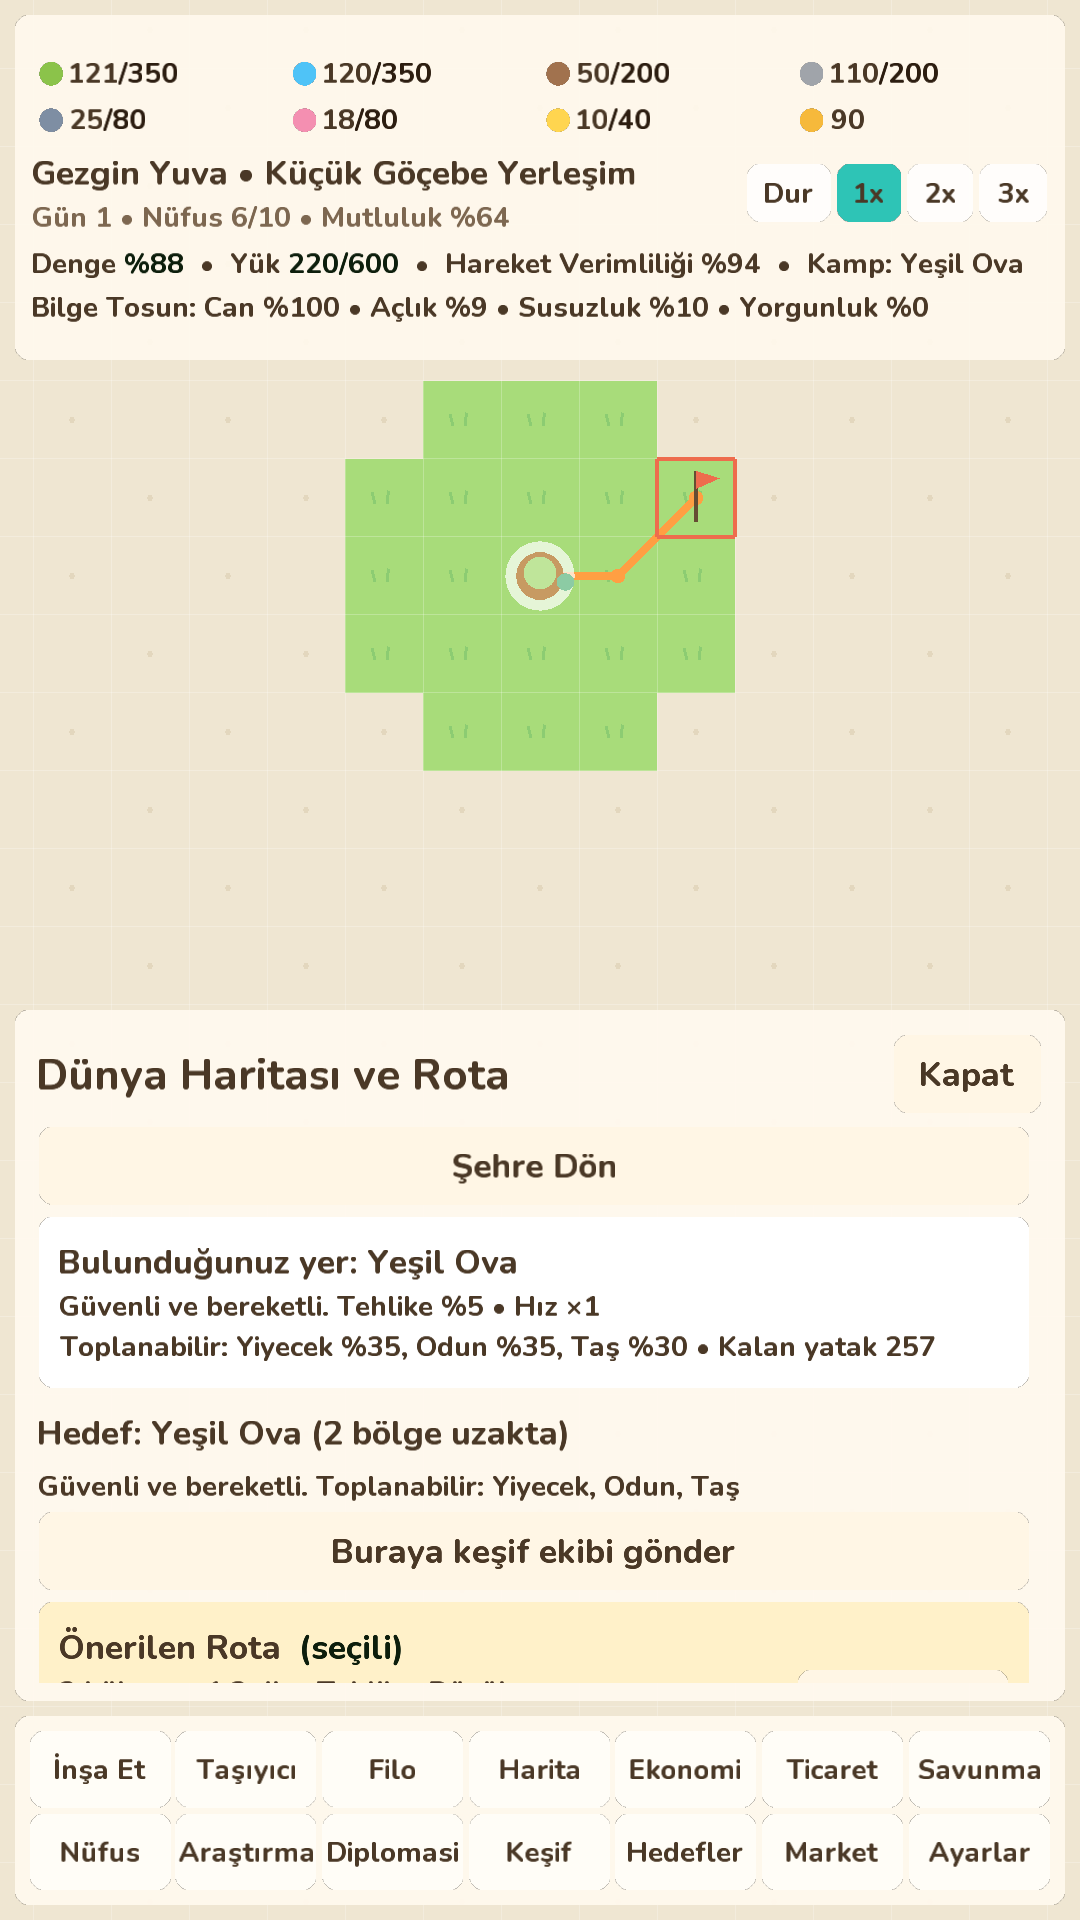 121/350 120/350 50/200 110/200
25/80 18/80 10/40 90
Gezgin Yuva • Küçük Göçebe Yerleşim
Gün 1 • Nüfus 6/10 • Mutluluk %64
Dur 1x 2x 3x
Denge %88 • Yük 220/600 • Hareket Verimliliği %94 • Kamp: Yeşil Ova
Bilge Tosun: Can %100 • Açlık %9 • Susuzluk %10 • Yorgunluk %0
Dünya Haritası ve Rota
Kapat
Şehre Dön
Bulunduğunuz yer: Yeşil Ova
Güvenli ve bereketli. Tehlike %5 • Hız ×1
Toplanabilir: Yiyecek %35, Odun %35, Taş %30 • Kalan yatak 257
Hedef: Yeşil Ova (2 bölge uzakta)
Güvenli ve bereketli. Toplanabilir: Yiyecek, Odun, Taş
Buraya keşif ekibi gönder
Önerilen Rota (seçili)
İnşa Et Taşıyıcı Filo Harita Ekonomi Ticaret Savunma
Nüfus Araştırma Diplomasi Keşif Hedefler Market Ayarlar